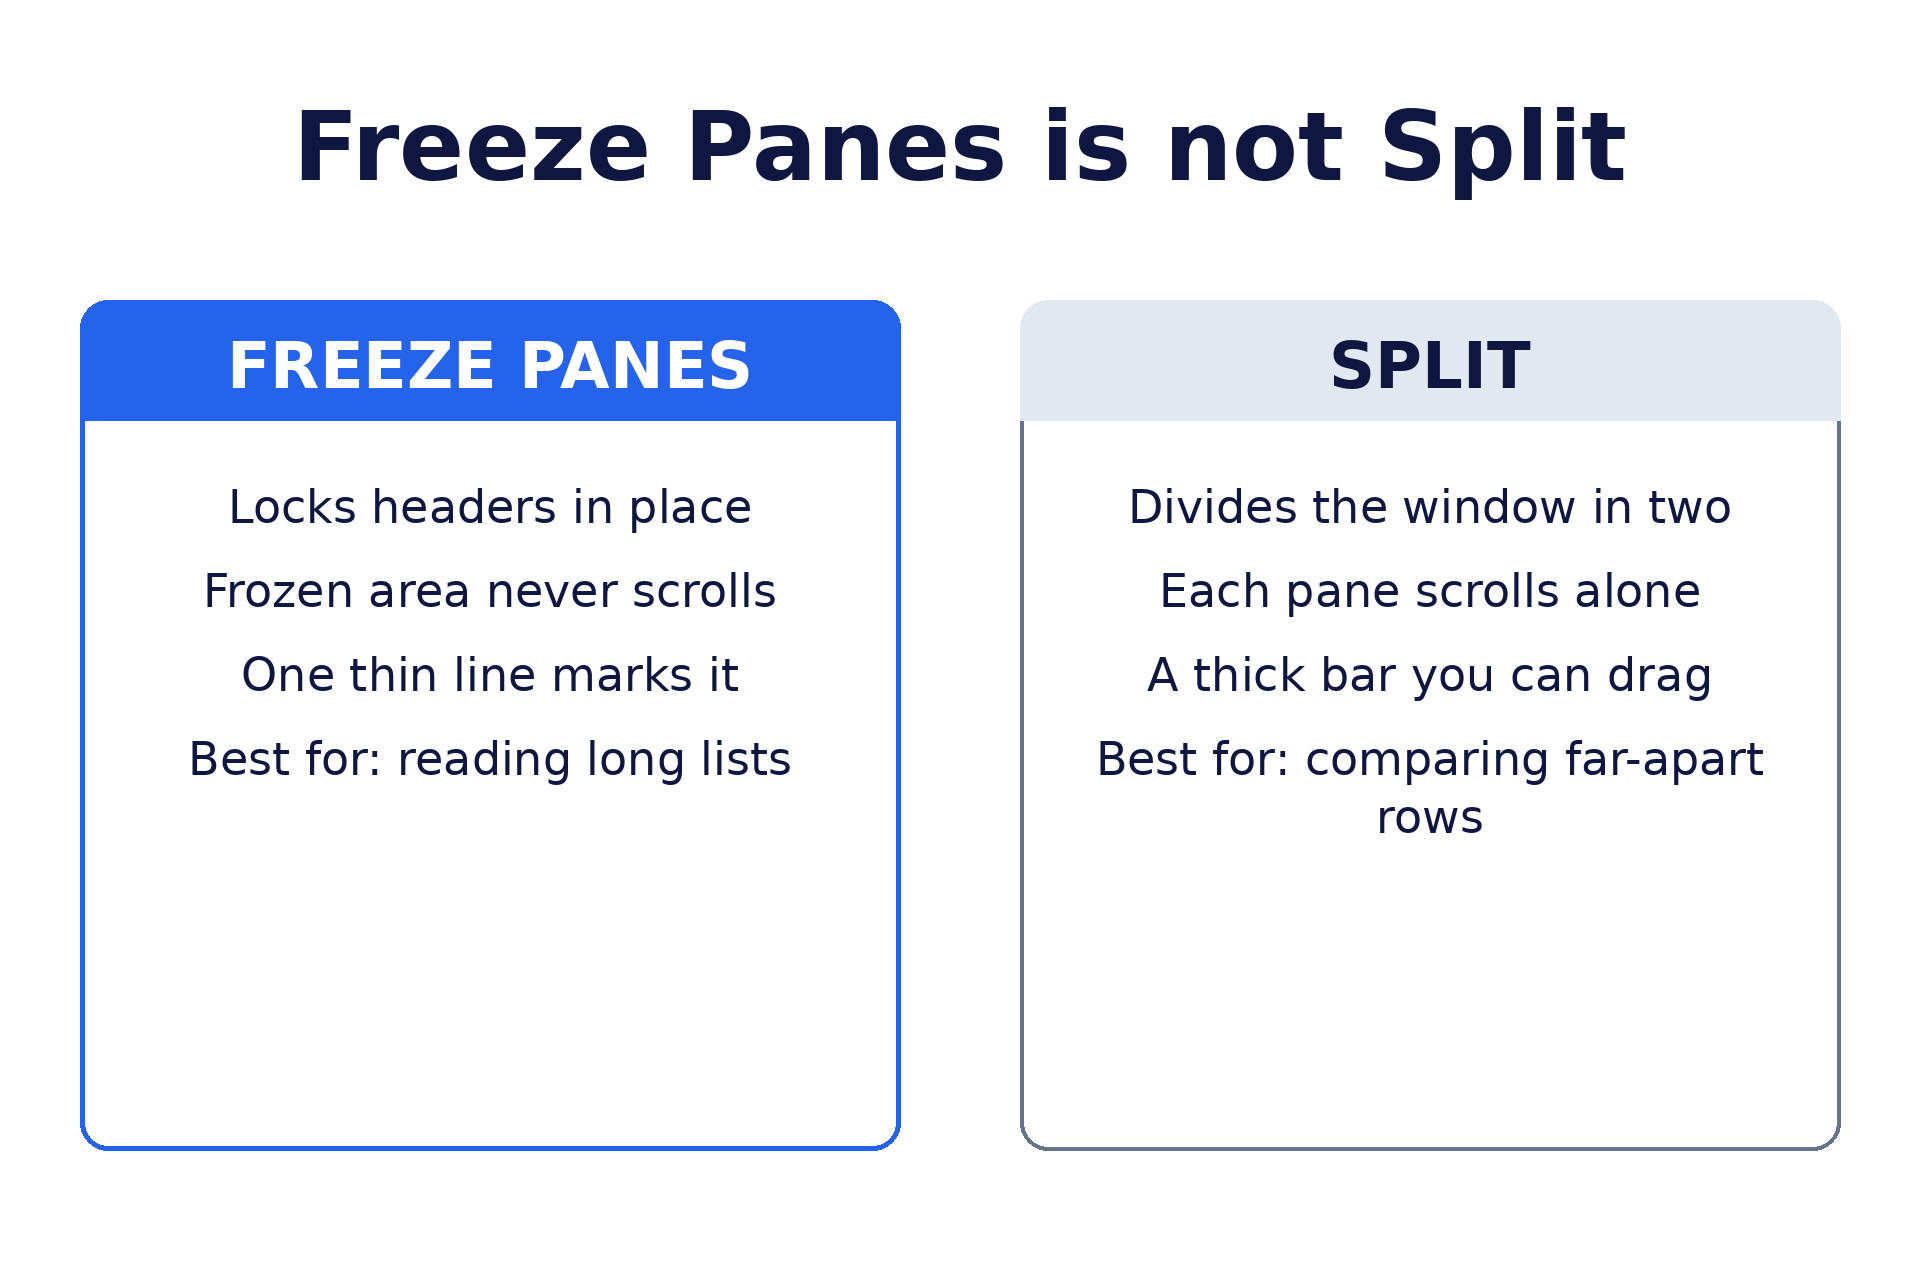 Freeze Panes is not Split
FREEZE PANES
Locks headers in place
Frozen area never scrolls
One thin line marks it
Best for: reading long lists
SPLIT
Divides the window in two
Each pane scrolls alone
A thick bar you can drag
Best for: comparing far-apart
rows